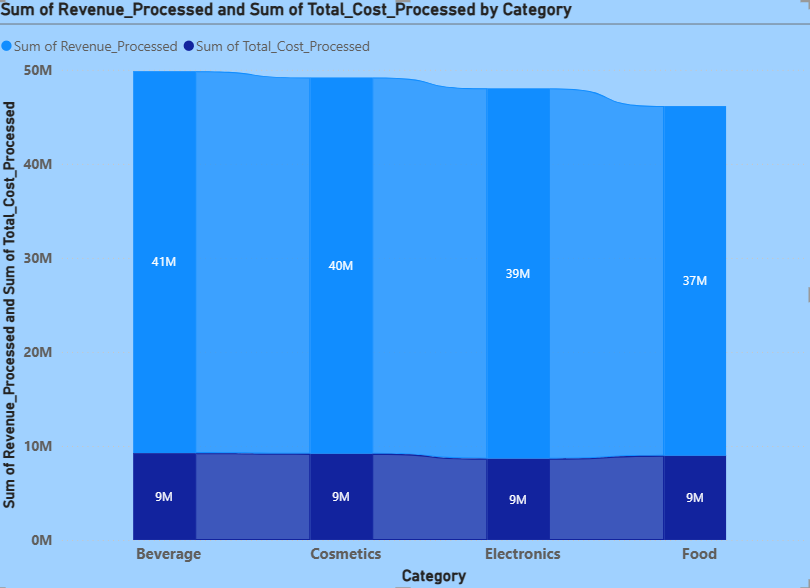 Sum of Revenue_Processed and Sum of Total_Cost_Processed by Category
Sum of Revenue_Processed Sum of Total_Cost_Processed
Sum of Revenue_Processed and Sum of Total_Cost_Processed
50M
40M
30M
20M
10M
0M
41M
40M
39M
37M
9M
9M
9M
9M
Beverage Cosmetics Electronics Food
Category